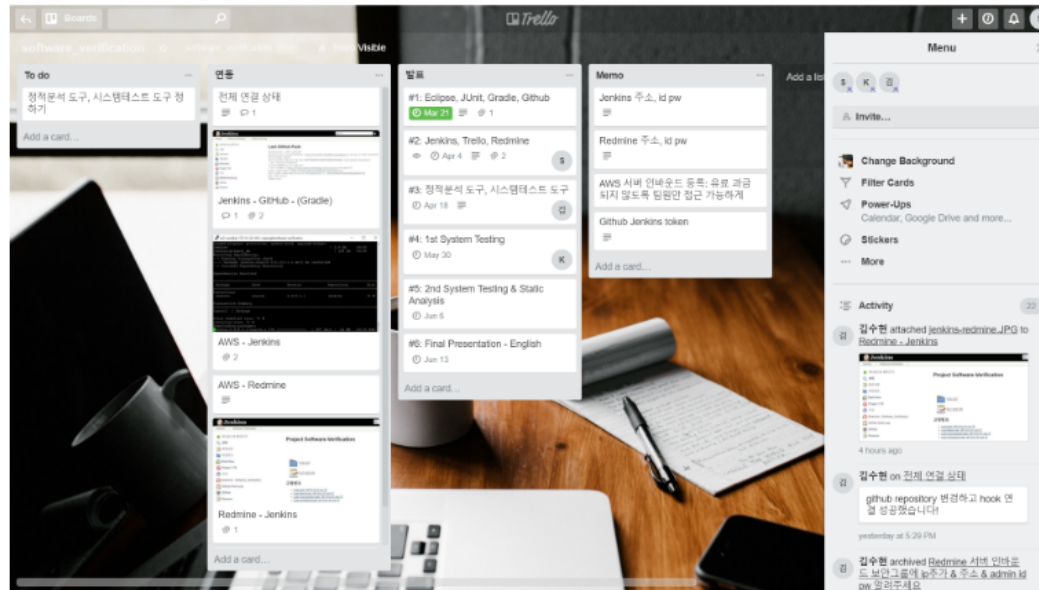 Boards
Trello
software_verification
Visible
To do
정적분석 도구, 시스템테스트 도구 정
하기
Add a card...
연동
전체 연결 상태
1
Jenkins - GitHub - (Gradle)
1 2
AWS - Jenkins
2
AWS - Redmine
Project Software-Verification
Redmine - Jenkins
1
Add a card...
발표
#1: Eclipse, JUnit, Gradle, Github
Mar 21 1
#2: Jenkins, Trello, Redmine
Apr 4 2
S
#3: 정적분석 도구, 시스템테스트 도구
Apr 18
김
#4: 1st System Testing
May 30
K
#5: 2nd System Testing & Static
Analysis
Jun 6
#6: Final Presentation - English
Jun 13
Add a card...
Memo
Jenkins 주소, id pw
Redmine 주소, id pw
AWS 서버 인바운드 등록: 유료 과금
되지 않도록 팀원만 접근 가능하게
Github Jenkins token
Add a card...
Add a list
Menu
S K 김
Invite...
Change Background
Filter Cards
Power-Ups
Calendar, Google Drive and more...
Stickers
More
Activity
22
김 김수현 attached jenkins-redmine.JPG to
Redmine - Jenkins
Jenkins
Project Software-Verification
4 hours ago
김 김수현 on 전체 연결 상태
github repository 변경하고 hook 연
결 성공했습니다!
yesterday at 5:29 PM
김 김수현 archived Redmine 서버 인바운
드 보안그룹에 ip추가 & 주소 & admin id
pw 알려주세요